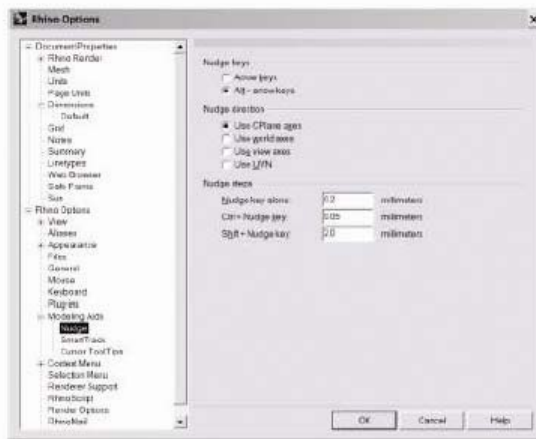 Rhino Options
Document Properties
Rhino Render
Mesh
Units
Page Units
Dimensions
Default
Grid
Notes
Summary
Linetypes
Web Browser
Sun
Rhino Options
View
Aliases
Appearance
Files
General
Mouse
Keyboard
Plug-ins
Modeling Aids
Nudge
SmartTrack
Cursor ToolTips
Context Menu
Selection Menu
Renderer Support
RhinoScript
Render Options
RhinoMail
Nudge keys
Arrow keys
Alt + arrow keys
Nudge direction
Use CPlane axes
Use world axes
Use view axes
Use UVN
Nudge steps
Nudge key alone: 0.2 millimeters
Ctrl + Nudge key: 0.05 millimeters
Shift + Nudge key: 2.0 millimeters
OK Cancel Help